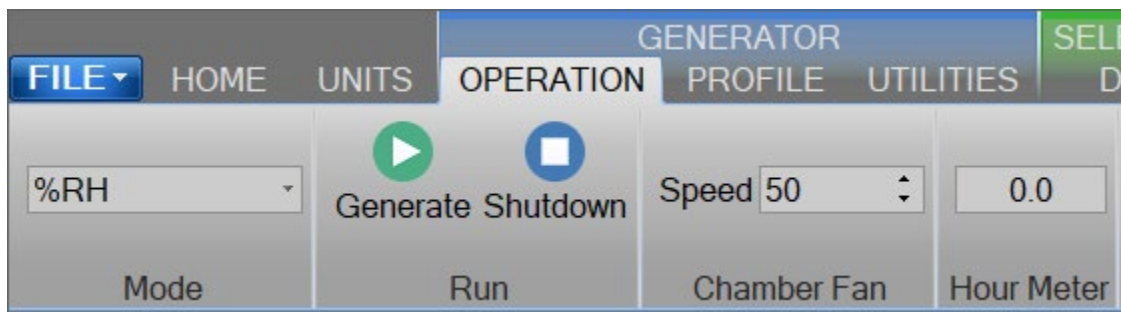 GENERATOR SELE
FILE HOME UNITS OPERATION PROFILE UTILITIES D
%RH Generate Shutdown Speed 50 0.0
Mode Run Chamber Fan Hour Meter